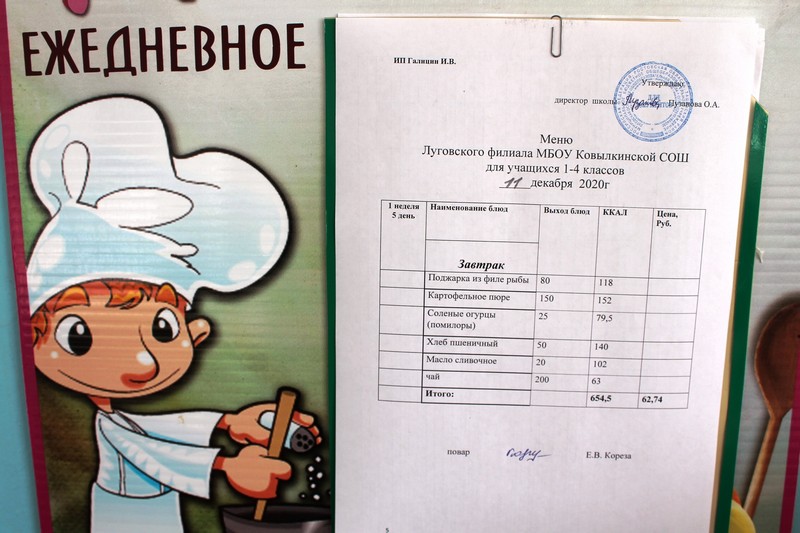 ЕЖЕДНЕВНОЕ
ИП Галицин И.В.
Утверждаю
директор школы Пузанова О.А.
Меню
Луговского филиала МБОУ Ковылкинской СОШ
для учащихся 1-4 классов
11 декабря 2020г
1 неделя 5 день Наименование блюд Выход блюд ККАЛ Цена, Руб.
Завтрак
Поджарка из филе рыбы 80 118
Картофельное пюре 150 152
Соленые огурцы (помилоры) 25 79,5
Хлеб пшеничный 50 140
Масло сливочное 20 102
чай 200 63
Итого: 654,5 62,74
повар Е.В. Кореза
5